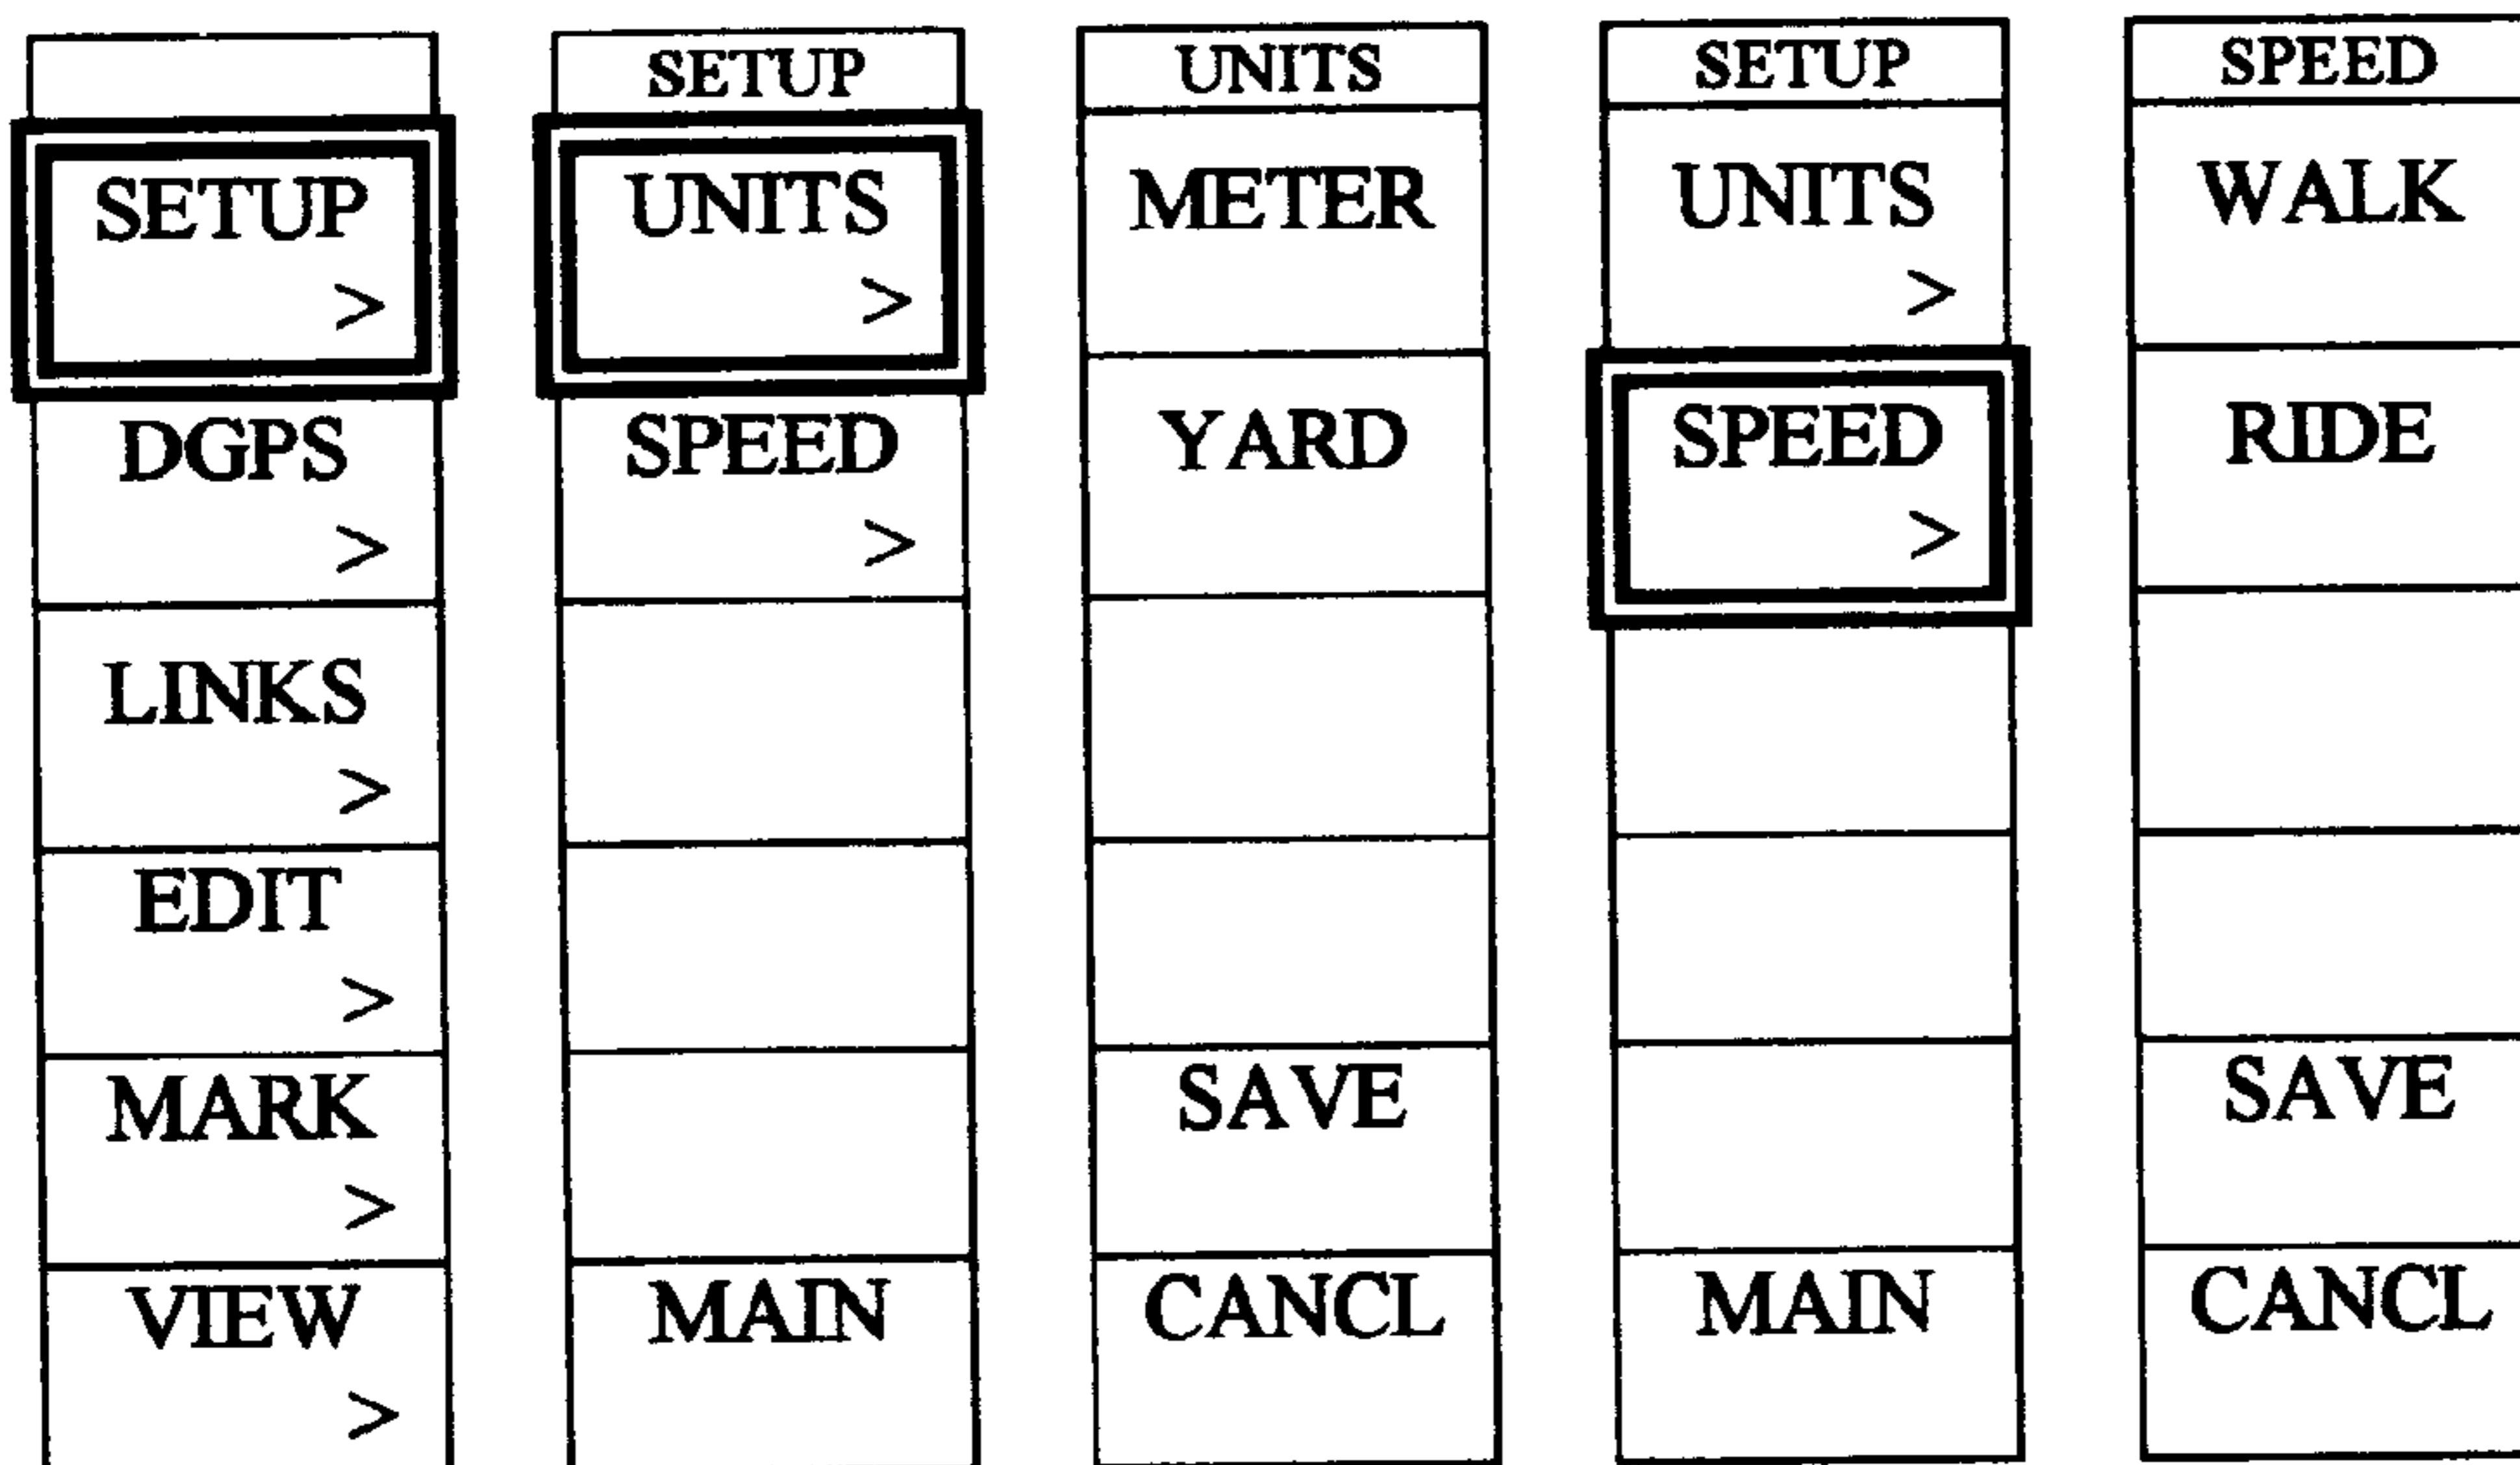 SETUP
>
DGPS
>
LINKS
>
EDIT
>
MARK
>
VIEW
>
SETUP
UNITS
>
SPEED
>
MAIN
UNITS
METER
YARD
SAVE
CANCL
SETUP
UNITS
>
SPEED
>
MAIN
SPEED
WALK
RIDE
SAVE
CANCL